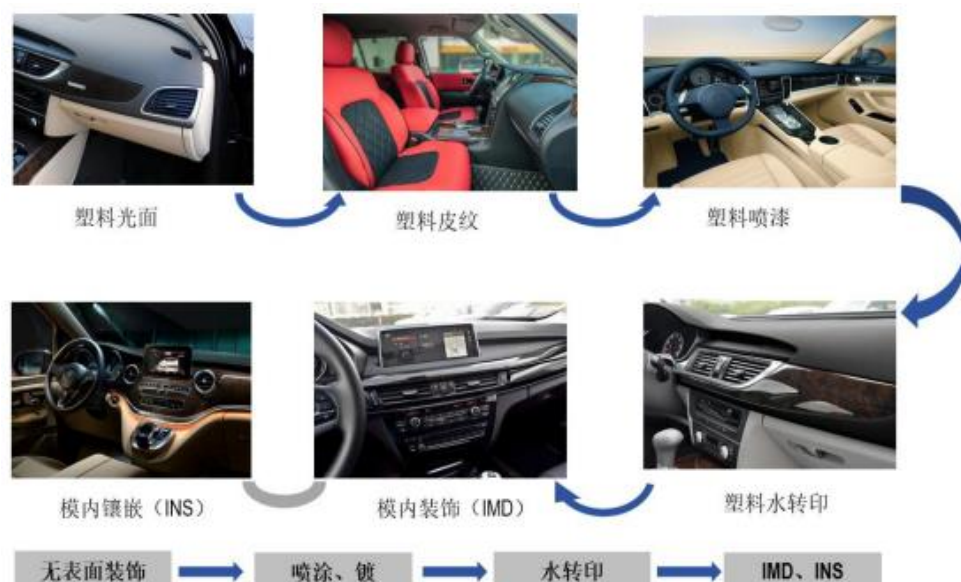 塑料光面
塑料皮纹
塑料喷漆
模内镶嵌（INS）
模内装饰（IMD）
塑料水转印
无表面装饰
喷涂、镀
水转印
IMD、INS